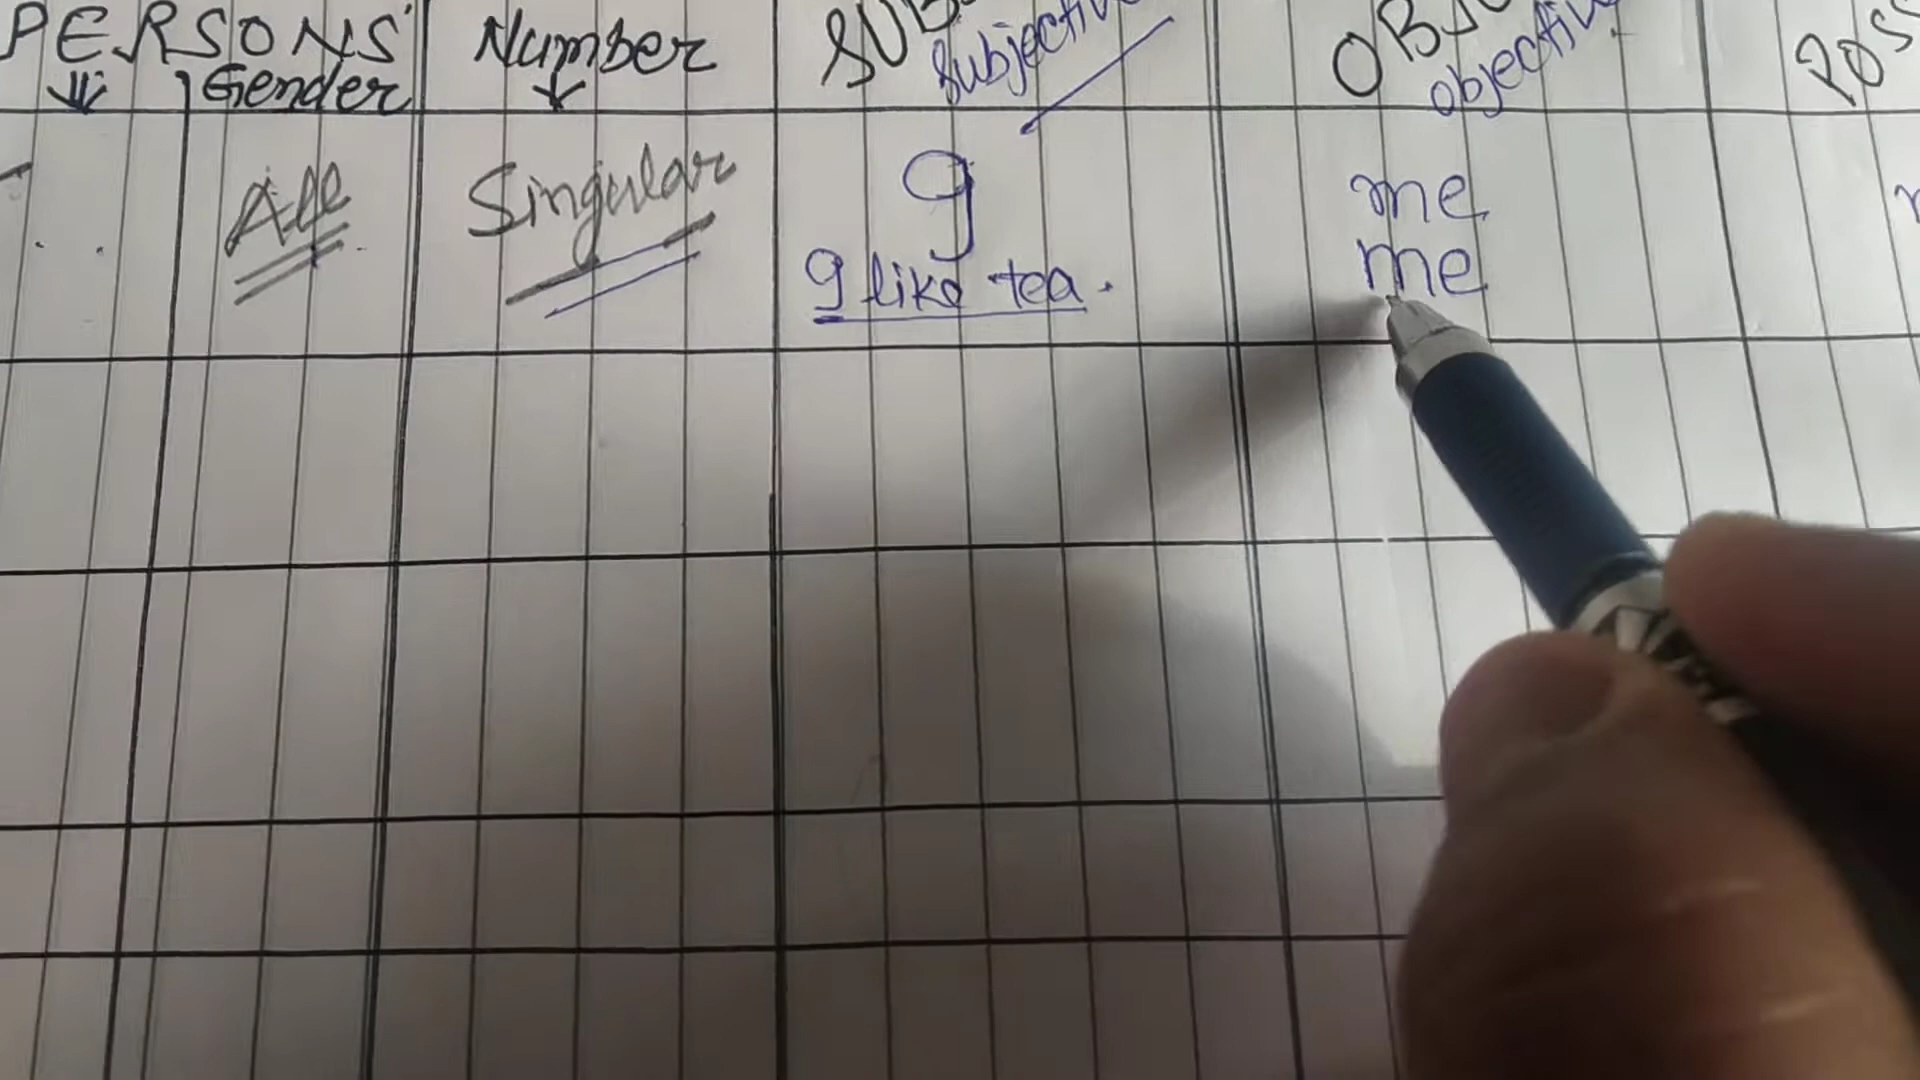 PERSONS Number
Gender
Subjective objective
All Singular I me
I like tea. me